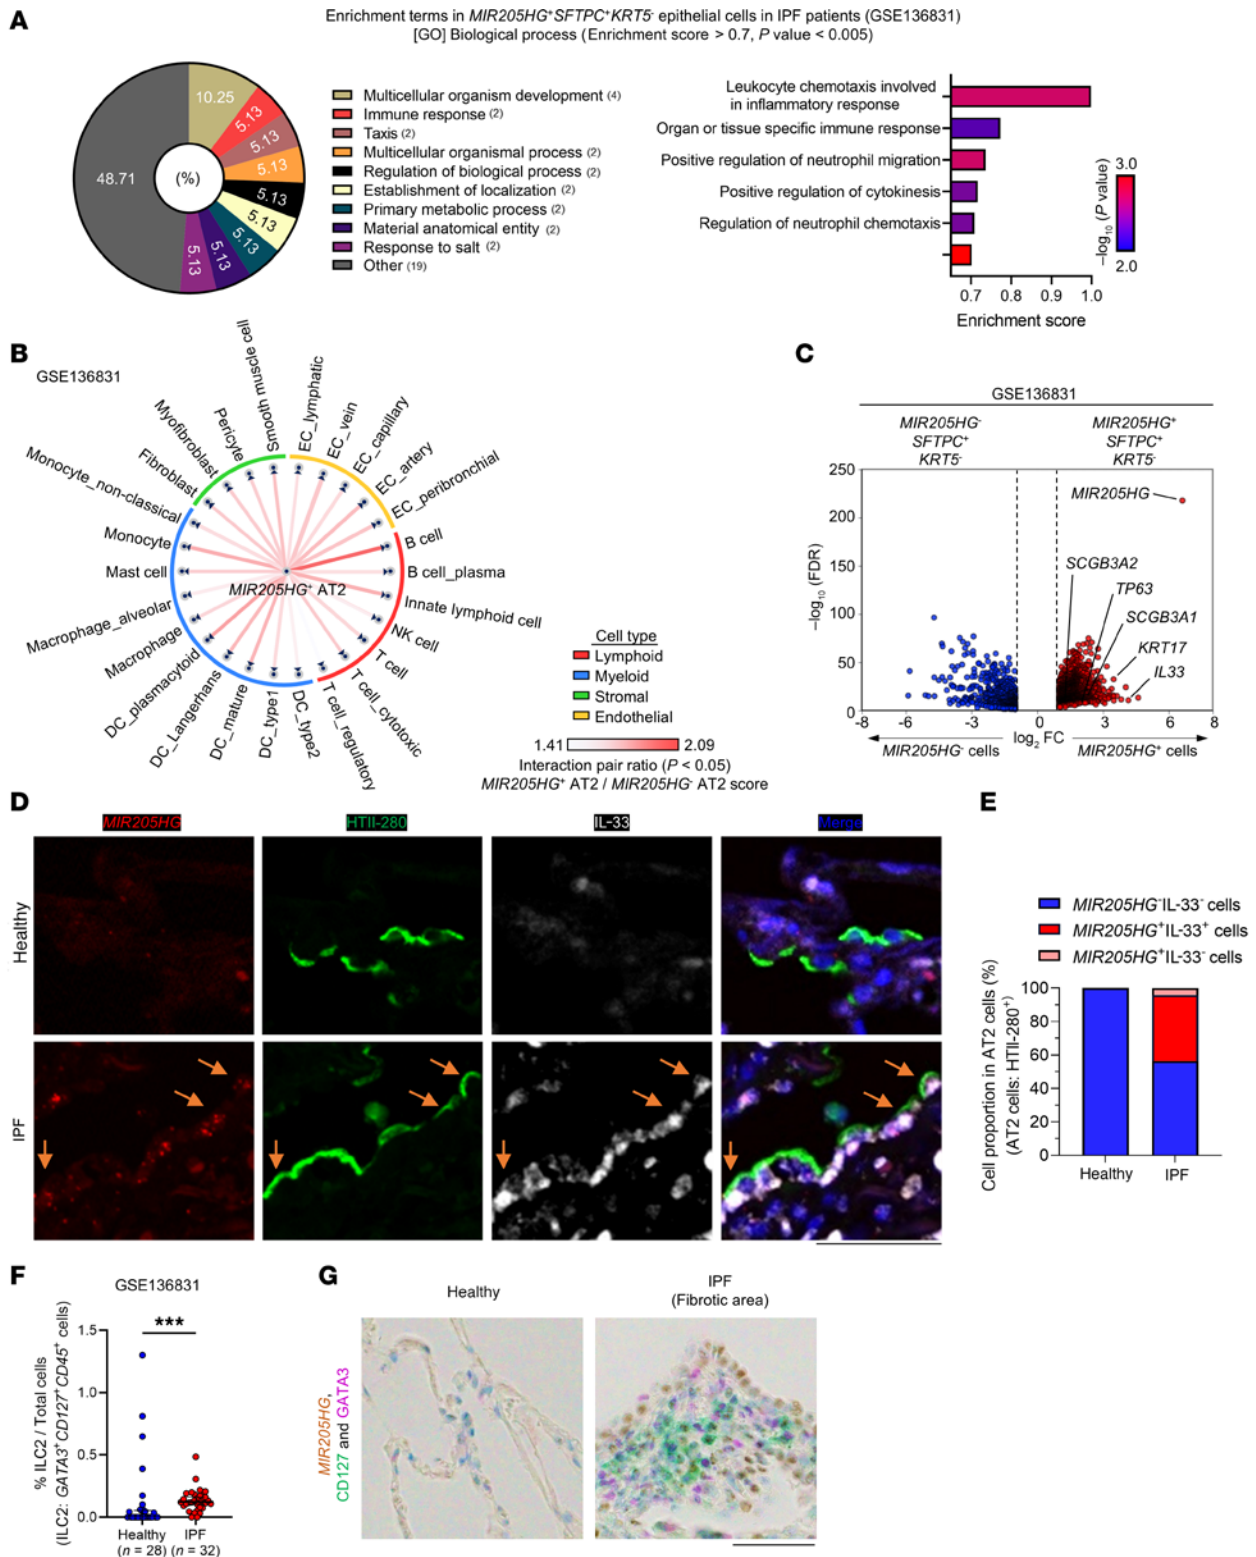 A
Enrichment terms in MIR205HG+SFTPC+KRT5- epithelial cells in IPF patients (GSE136831)
[GO] Biological process (Enrichment score > 0.7, P value < 0.005)
10.25
5.13
5.13
5.13
5.13
5.13
5.13
5.13
5.13
48.71
(%)
Multicellular organism development (4)
Immune response (2)
Taxis (2)
Multicellular organismal process (2)
Regulation of biological process (2)
Establishment of localization (2)
Primary metabolic process (2)
Material anatomical entity (2)
Response to salt (2)
Other (19)
Leukocyte chemotaxis involved
in inflammatory response
Organ or tissue specific immune response
Positive regulation of neutrophil migration
Positive regulation of cytokinesis
Regulation of neutrophil chemotaxis
0.7 0.8 0.9 1.0
Enrichment score
3.0
2.0
–log10 (P value)
B
GSE136831
Smooth muscle cell
EC_lymphatic
EC_vein
EC_capillary
EC_artery
EC_peribronchial
B cell
B cell_plasma
Innate lymphoid cell
NK cell
T cell
T cell_cytotoxic
T cell_regulatory
DC_type2
DC_type1
DC_mature
DC_Langerhans
DC_plasmacytoid
Macrophage
Macrophage_alveolar
Mast cell
Monocyte
Monocyte_non-classical
Fibroblast
Myofibroblast
Pericyte
MIR205HG+ AT2
Cell type
Lymphoid
Myeloid
Stromal
Endothelial
1.41 2.09
Interaction pair ratio (P < 0.05)
MIR205HG+ AT2 / MIR205HG- AT2 score
C
GSE136831
MIR205HG-
SFTPC+
KRT5-
MIR205HG+
SFTPC+
KRT5-
250
200
150
100
50
0
–log10 (FDR)
MIR205HG
SCGB3A2
TP63
SCGB3A1
KRT17
IL33
-8 -6 -3 0 3 6 8
log2 FC
MIR205HG- cells
MIR205HG+ cells
D
MIR205HG HTII-280 IL-33 Merge
Healthy
IPF
E
MIR205HG-IL-33- cells
MIR205HG+IL-33+ cells
MIR205HG+IL-33- cells
100
80
60
40
20
0
Cell proportion in AT2 cells (%)
(AT2 cells: HTII-280+)
Healthy IPF
F
GSE136831
***
1.5
1.0
0.5
0.0
% ILC2 / Total cells
(ILC2: GATA3+CD127+CD45+ cells)
Healthy IPF
(n = 28) (n = 32)
G
Healthy
IPF
(Fibrotic area)
MIR205HG,
CD127 and GATA3